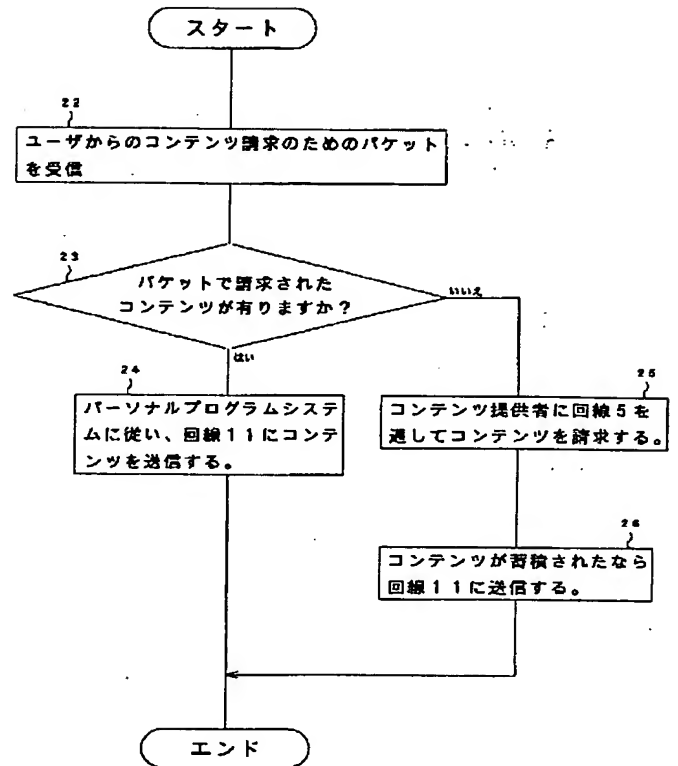 スタート
22
ユーザからのコンテンツ請求のためのパケット
を受信
23
パケットで請求された
コンテンツが有りますか？
いいえ
はい
24
パーソナルプログラムシステ
ムに従い、回線11にコンテ
ンツを送信する。
25
コンテンツ提供者に回線5を
通してコンテンツを請求する。
26
コンテンツが蓄積されたなら
回線11に送信する。
エンド